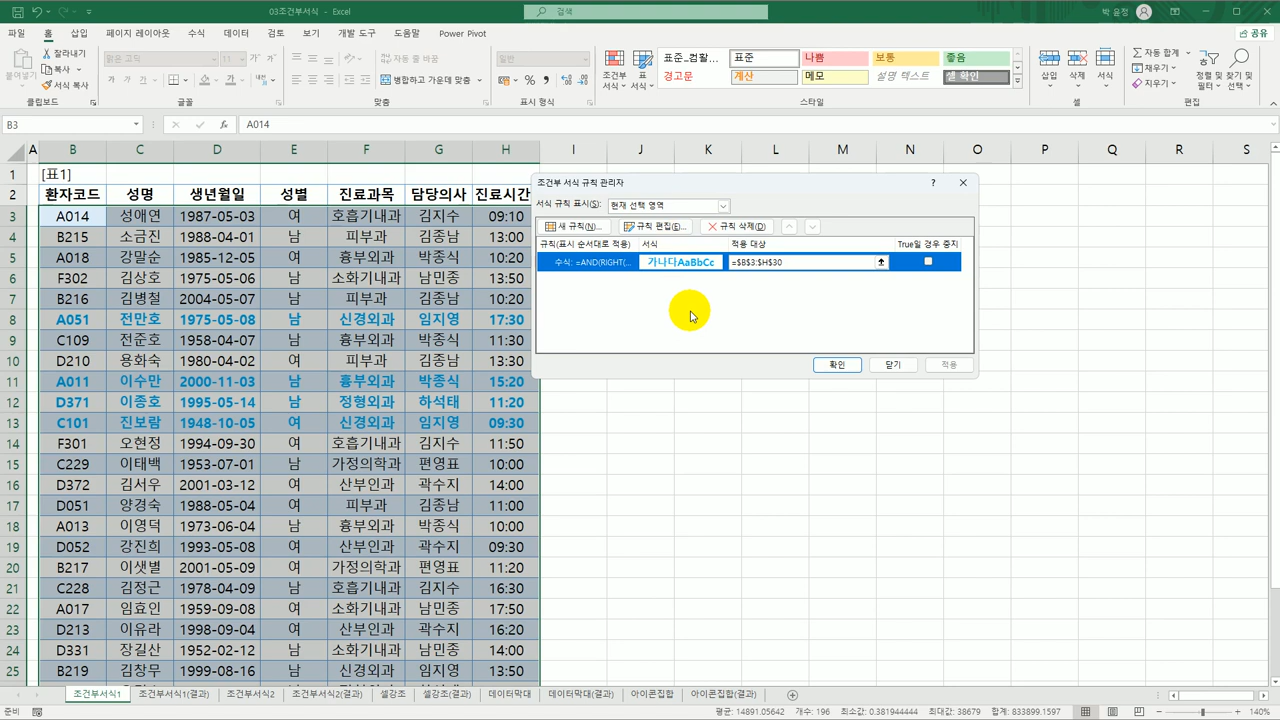 03조건부서식 - Excel
검색
박 윤정
파일 홈 삽입 페이지 레이아웃 수식 데이터 검토 보기 개발 도구 도움말 Power Pivot
공유
붙여넣기
잘라내기
복사
서식 복사
클립보드
맑은 고딕 11
가 가
글꼴
자동 줄 바꿈
병합하고 가운데 맞춤
맞춤
일반
표시 형식
조건부 서식
표 서식
표준_컴활... 표준 나쁨 보통 좋음
경고문 계산 메모 설명 텍스트 셀 확인
스타일
삽입 삭제 서식
셀
자동 합계
채우기
지우기
정렬 및 필터
찾기 및 선택
편집
B3
fx
A014
A B C D E F G H I J K L M N O P Q R S
1 [표1]
2 환자코드 성명 생년월일 성별 진료과목 담당의사 진료시간
3 A014 성애연 1987-05-03 여 호흡기내과 김지수 09:10
4 B215 소금진 1988-04-01 남 피부과 김종남 13:00
5 A018 강말순 1985-12-05 여 흉부외과 박종식 10:20
6 F302 김상호 1975-06-16 남 소화기내과 남민종 13:50
7 B216 김병철 2004-05-07 남 피부과 김종남 10:20
8 A051 전만호 1975-05-08 남 신경외과 임지영 17:30
9 C109 전준호 1958-04-07 남 흉부외과 박종식 11:30
10 D210 용화숙 1980-04-02 여 피부과 김종남 13:30
11 A011 이수만 2000-11-03 남 흉부외과 박종식 15:20
12 D371 이종호 1995-05-14 남 정형외과 하석태 11:20
13 C101 진보람 1948-10-05 여 신경외과 임지영 09:30
14 F301 오현정 1994-09-30 여 호흡기내과 김지수 11:50
15 C229 이태백 1953-07-01 남 가정의학과 편영표 10:00
16 D372 김서우 2001-03-12 여 산부인과 곽수지 14:00
17 D051 양경숙 1988-05-04 여 피부과 김종남 11:00
18 A013 이영덕 1973-06-04 남 흉부외과 박종식 10:00
19 D052 강진희 1993-05-08 여 산부인과 곽수지 09:30
20 B217 이샛별 2001-05-09 여 가정의학과 편영표 11:20
21 C228 김정근 1978-04-09 남 호흡기내과 김지수 16:30
22 A017 임효인 1959-09-08 여 소화기내과 남민종 17:50
23 D213 이유라 1998-09-04 여 산부인과 곽수지 16:20
24 D331 장길산 1952-02-12 남 소화기내과 남민종 14:00
25 B219 김창무 1999-08-16 남 신경외과 임지영 13:50
조건부 서식 규칙 관리자
서식 규칙 표시(S): 현재 선택 영역
새 규칙(N)... 규칙 편집(E)... 규칙 삭제(D)
규칙(표시 순서대로 적용) 서식 적용 대상 True일 경우 중지
수식: =AND(RIGHT(... 가나다AaBbCc =$B$3:$H$30
확인 닫기 적용
조건부서식1 조건부서식1(결과) 조건부서식2 조건부서식2(결과) 셀강조 셀강조(결과) 데이터막대 데이터막대(결과) 아이콘집합 아이콘집합(결과)
준비
평균: 14891.05642 개수: 196 최소값: 0.381944444 최대값: 38679 합계: 833899.1597
140%